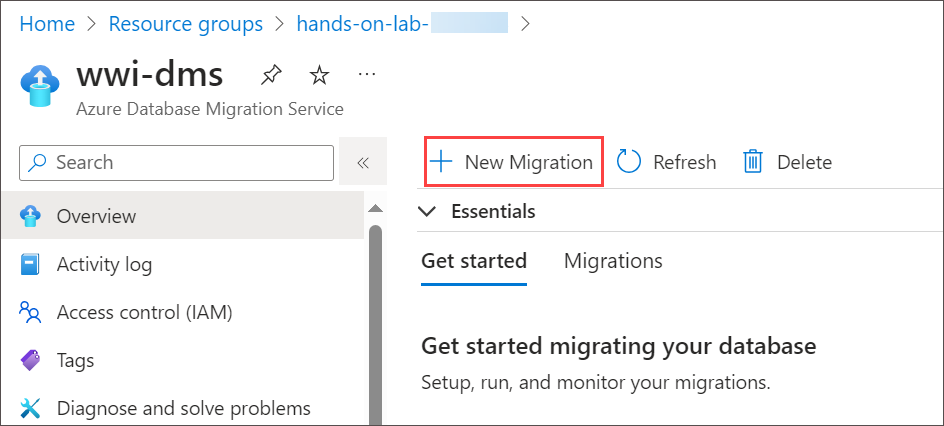 Home > Resource groups > hands-on-lab- >
wwi-dms ...
Azure Database Migration Service
Search
«
New Migration
Refresh
Delete
Overview
Activity log
Access control (IAM)
Tags
Diagnose and solve problems
Essentials
Get started
Migrations
Get started migrating your database
Setup, run, and monitor your migrations.